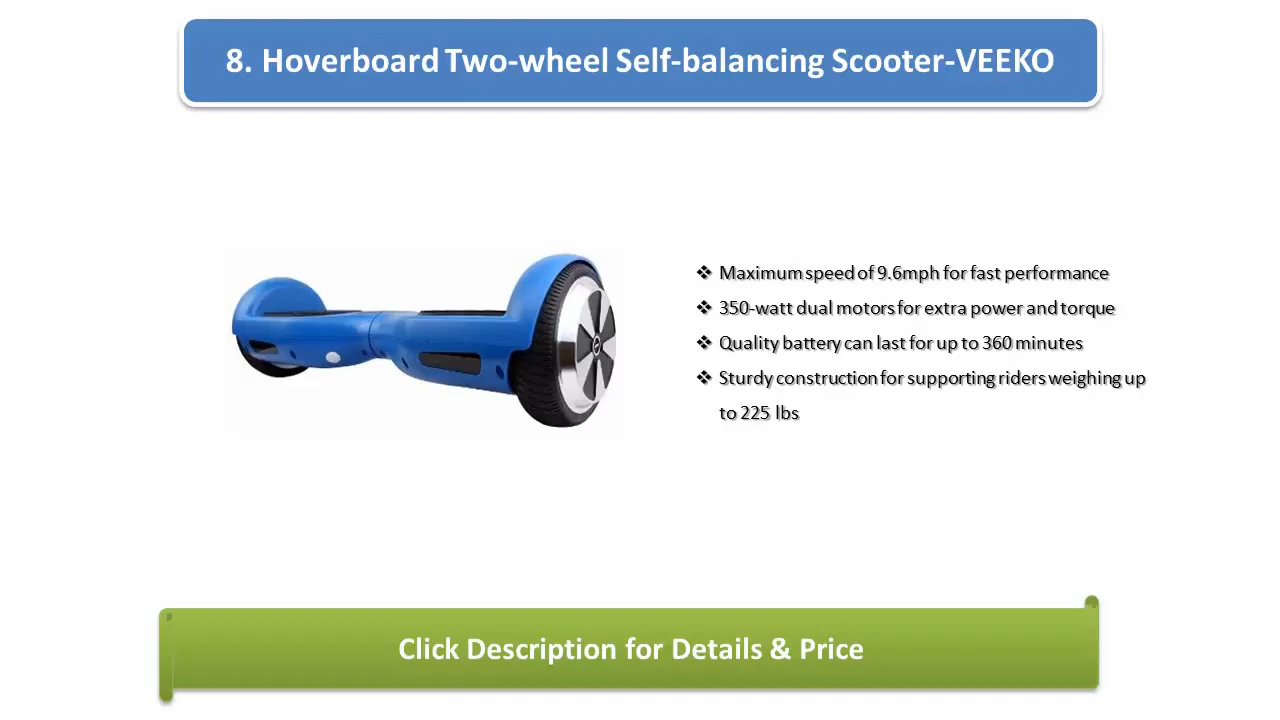 8. Hoverboard Two-wheel Self-balancing Scooter-VEEKO
❖ Maximum speed of 9.6mph for fast performance
❖ 350-watt dual motors for extra power and torque
❖ Quality battery can last for up to 360 minutes
❖ Sturdy construction for supporting riders weighing up
to 225 lbs
Click Description for Details & Price